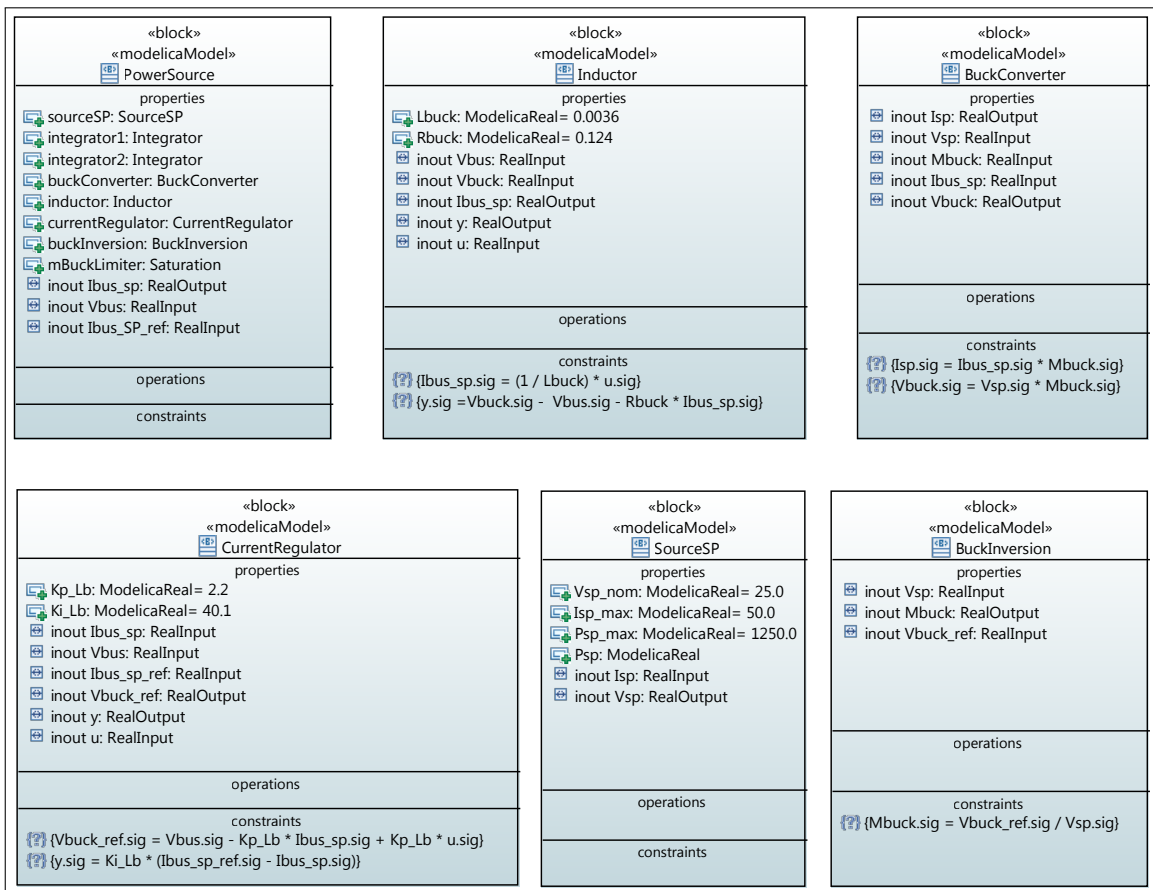 «block»
«modelicaModel»
PowerSource
properties
sourceSP: SourceSP
integrator1: Integrator
integrator2: Integrator
buckConverter: BuckConverter
inductor: Inductor
currentRegulator: CurrentRegulator
buckInversion: BuckInversion
mBuckLimiter: Saturation
inout Ibus_sp: RealOutput
inout Vbus: RealInput
inout Ibus_SP_ref: RealInput
operations
constraints
«block»
«modelicaModel»
Inductor
properties
Lbuck: ModelicaReal= 0.0036
Rbuck: ModelicaReal= 0.124
inout Vbus: RealInput
inout Vbuck: RealInput
inout Ibus_sp: RealOutput
inout y: RealOutput
inout u: RealInput
operations
constraints
{Ibus_sp.sig = (1 / Lbuck) * u.sig}
{y.sig =Vbuck.sig - Vbus.sig - Rbuck * Ibus_sp.sig}
«block»
«modelicaModel»
BuckConverter
properties
inout Isp: RealOutput
inout Vsp: RealInput
inout Mbuck: RealInput
inout Ibus_sp: RealInput
inout Vbuck: RealOutput
operations
constraints
{Isp.sig = Ibus_sp.sig * Mbuck.sig}
{Vbuck.sig = Vsp.sig * Mbuck.sig}
«block»
«modelicaModel»
CurrentRegulator
properties
Kp_Lb: ModelicaReal= 2.2
Ki_Lb: ModelicaReal= 40.1
inout Ibus_sp: RealInput
inout Vbus: RealInput
inout Ibus_sp_ref: RealInput
inout Vbuck_ref: RealOutput
inout y: RealOutput
inout u: RealInput
operations
constraints
{Vbuck_ref.sig = Vbus.sig - Kp_Lb * Ibus_sp.sig + Kp_Lb * u.sig}
{y.sig = Ki_Lb * (Ibus_sp_ref.sig - Ibus_sp.sig)}
«block»
«modelicaModel»
SourceSP
properties
Vsp_nom: ModelicaReal= 25.0
Isp_max: ModelicaReal= 50.0
Psp_max: ModelicaReal= 1250.0
Psp: ModelicaReal
inout Isp: RealInput
inout Vsp: RealOutput
operations
constraints
«block»
«modelicaModel»
BuckInversion
properties
inout Vsp: RealInput
inout Mbuck: RealOutput
inout Vbuck_ref: RealInput
operations
constraints
{Mbuck.sig = Vbuck_ref.sig / Vsp.sig}